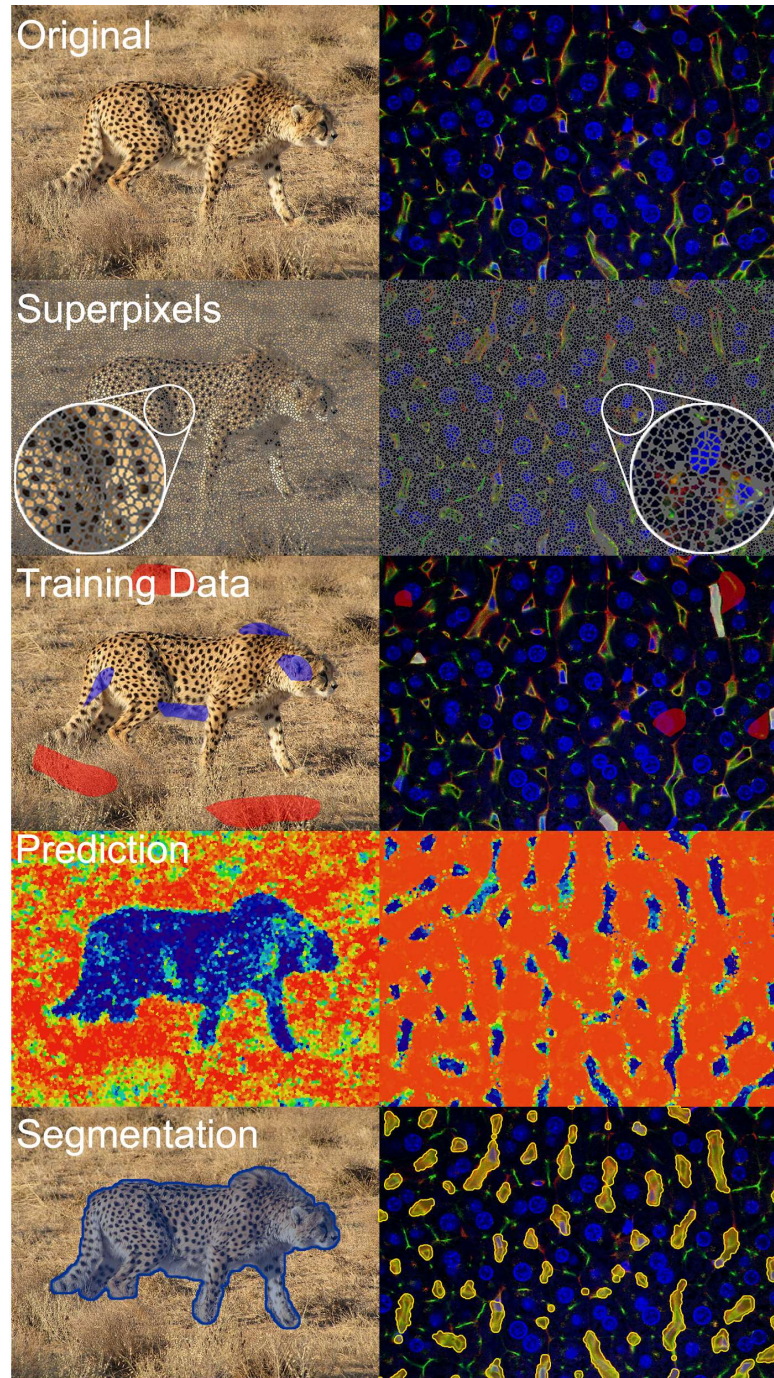 Original
Superpixels
Training Data
Prediction
Segmentation